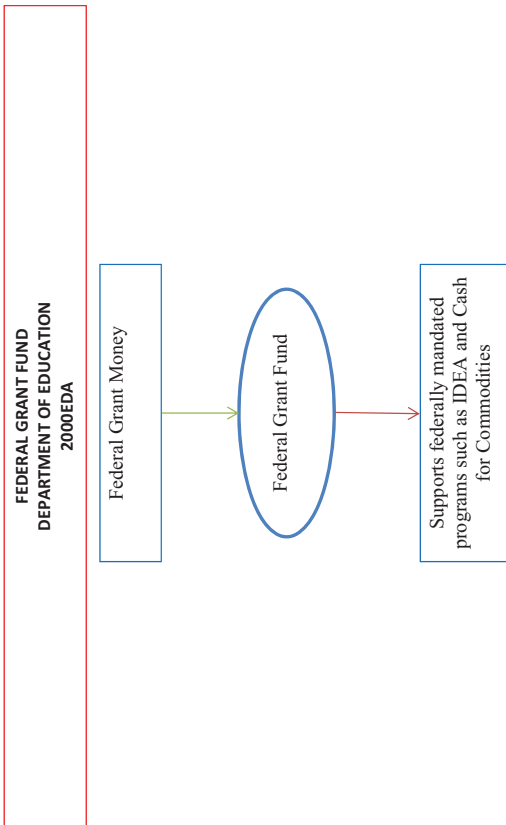 FEDERAL GRANT FUND
DEPARTMENT OF EDUCATION
2000EDA
Federal Grant Money
Federal Grant Fund
Supports federally mandated
programs such as IDEA and Cash
for Commodities